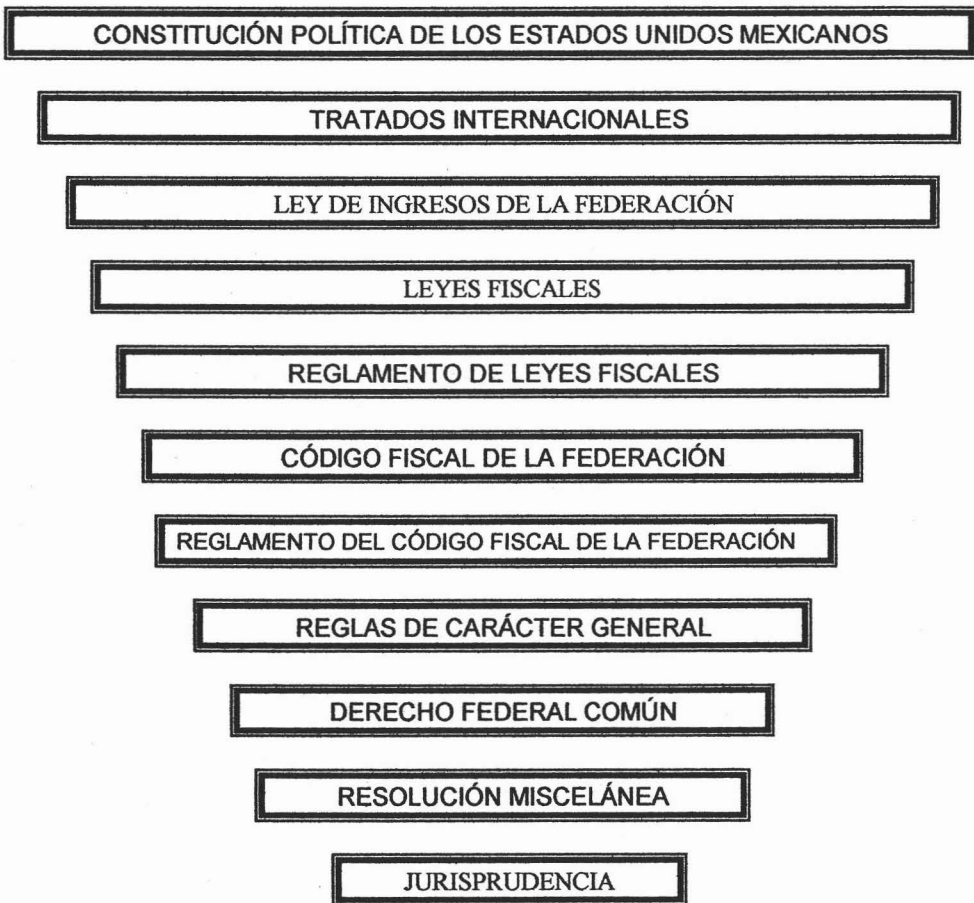 CONSTITUCIÓN POLÍTICA DE LOS ESTADOS UNIDOS MEXICANOS
TRATADOS INTERNACIONALES
LEY DE INGRESOS DE LA FEDERACIÓN
LEYES FISCALES
REGLAMENTO DE LEYES FISCALES
CÓDIGO FISCAL DE LA FEDERACIÓN
REGLAMENTO DEL CÓDIGO FISCAL DE LA FEDERACIÓN
REGLAS DE CARÁCTER GENERAL
DERECHO FEDERAL COMÚN
RESOLUCIÓN MISCELÁNEA
JURISPRUDENCIA